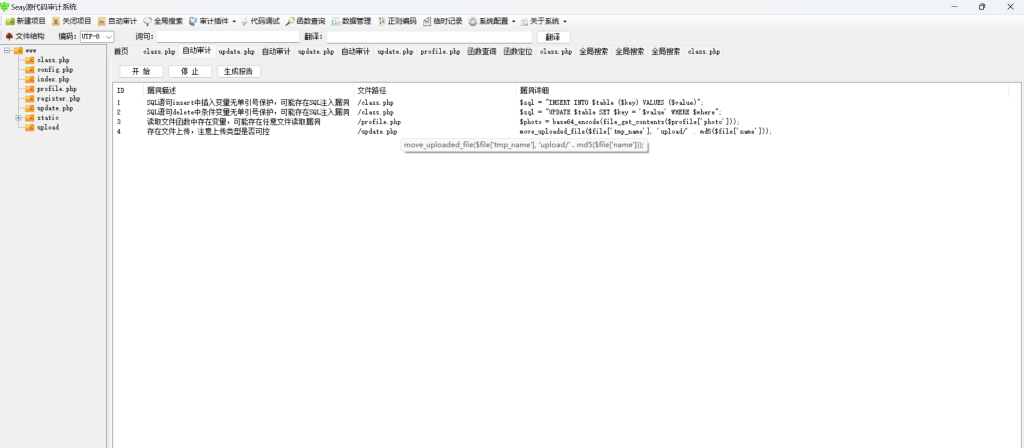 Seay源代码审计系统
新建项目 关闭项目 自动审计 全局搜索 审计插件 代码调试 函数查询 数据管理 正则编码 临时记录 系统配置 关于系统
文件结构 编码: UTF-8 词句: 翻译: 翻译
首页 class.php 自动审计 update.php 自动审计 update.php 自动审计 update.php profile.php 函数查询 函数定位 class.php 全局搜索 全局搜索 全局搜索 class.php
www
class.php
config.php
index.php
profile.php
register.php
update.php
static
upload
开 始 停 止 生成报告
ID 漏洞描述 文件路径 漏洞详细
1 SQL语句insert中插入变量无单引号保护，可能存在SQL注入漏洞 /class.php $sql = "INSERT INTO $table ($key) VALUES ($value)";
2 SQL语句delete中条件变量无单引号保护，可能存在SQL注入漏洞 /class.php $sql = "UPDATE $table SET $key = '$value' WHERE $where";
3 读取文件函数中存在变量，可能存在任意文件读取漏洞 /profile.php $photo = base64_encode(file_get_contents($profile['photo']));
4 存在文件上传，注意上传类型是否可控 /update.php move_uploaded_file($file['tmp_name'], 'upload/' . md5($file['name']));
move_uploaded_file($file['tmp_name'], 'upload/' . md5($file['name']));